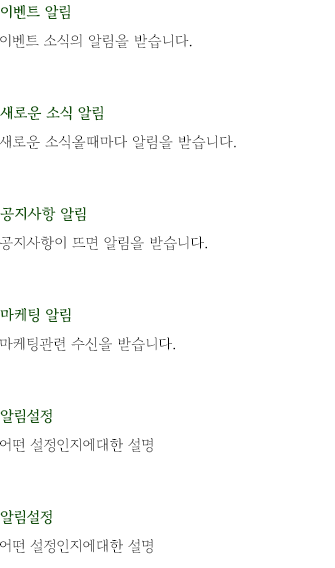 이벤트 알림
이벤트 소식의 알림을 받습니다.
새로운 소식 알림
새로운 소식올때마다 알림을 받습니다.
공지사항 알림
공지사항이 뜨면 알림을 받습니다.
마케팅 알림
마케팅관련 수신을 받습니다.
알림설정
어떤 설정인지에대한 설명
알림설정
어떤 설정인지에대한 설명